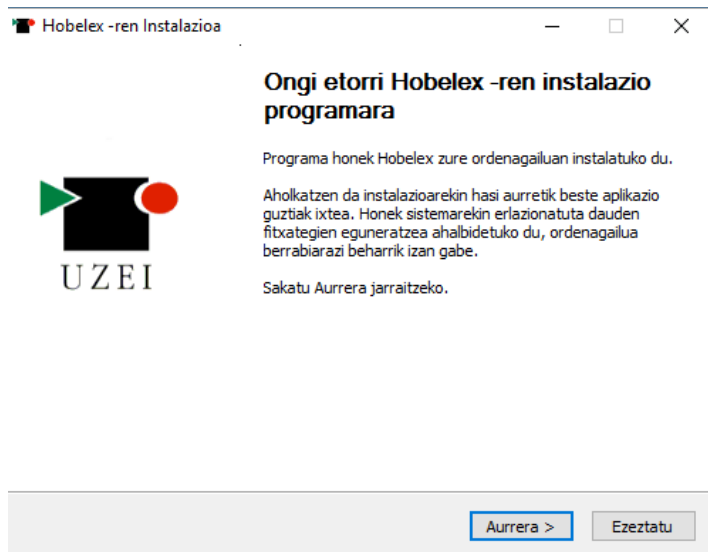 Hobelex -ren Instalazioa
Ongi etorri Hobelex -ren instalazio
programara
Programa honek Hobelex zure ordenagailuan instalatuko du.
Aholkatzen da instalazioarekin hasi aurretik beste aplikazio
guztiak ixtea. Honek sistemarekin erlazionatuta dauden
fitxategien eguneratzea ahalbidetuko du, ordenagailua
berrabiarazi beharrik izan gabe.
UZEI
Sakatu Aurrera jarraitzeko.
Aurrera >
Ezeztatu